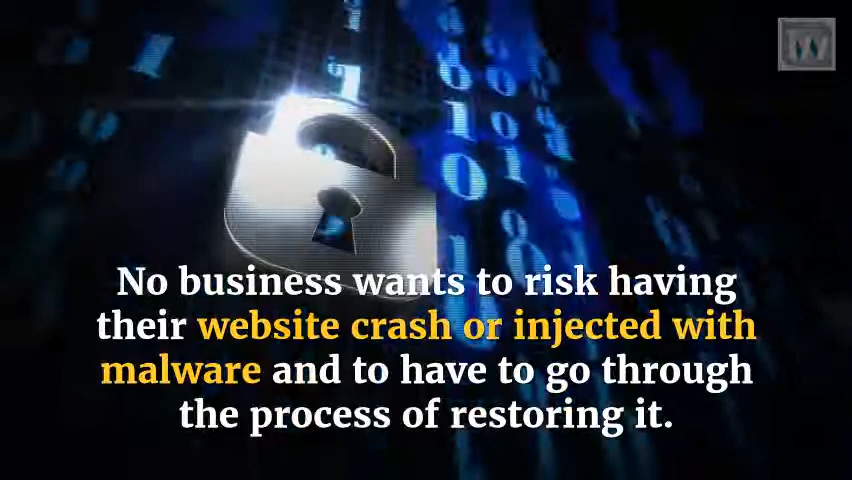 W
No business wants to risk having
their website crash or injected with
malware and to have to go through
the process of restoring it.